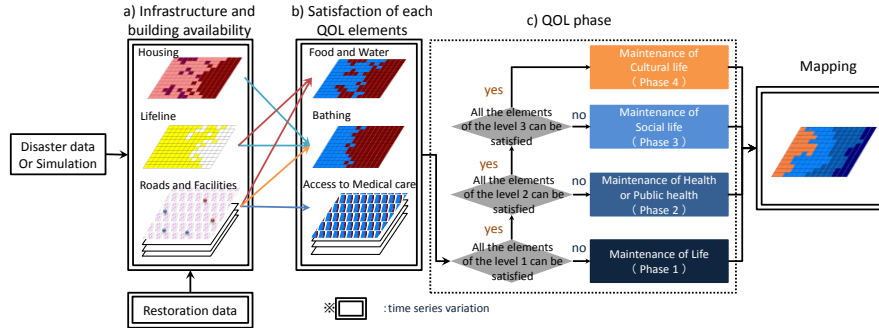 a) Infrastructure and
building availability
b) Satisfaction of each
QOL elements
c) QOL phase
Housing
Lifeline
Roads and Facilities
Food and Water
Bathing
Access to Medical care
Disaster data
Or Simulation
Restoration data
yes
All the elements
of the level 3 can be
satisfied
no
yes
All the elements
of the level 2 can be
satisfied
no
yes
All the elements
of the level 1 can be
satisfied
no
Maintenance of
Cultural life
( Phase 4 )
Maintenance of
Social life
( Phase 3 )
Maintenance of Health
or Public health
( Phase 2 )
Maintenance of Life
( Phase 1 )
Mapping
※ : time series variation